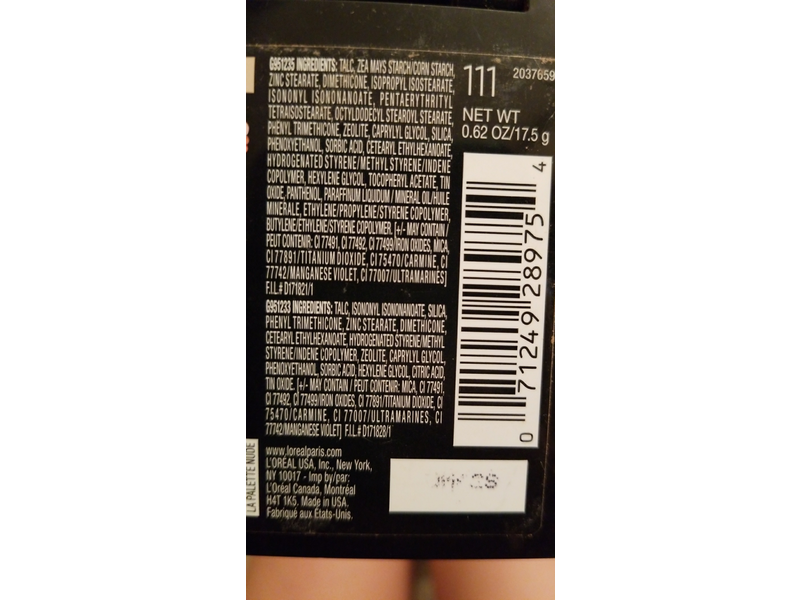 G951235 INGREDIENTS: TALC, ZEA MAYS STARCH/CORN STARCH,
ZINC STEARATE, DIMETHICONE, ISOPROPYL ISOSTEARATE,
ISONONYL ISONONANOATE, PENTAERYTHRITYL
TETRAISOSTEARATE, OCTYLDODECYL STEAROYL STEARATE,
PHENYL TRIMETHICONE, ZEOLITE, CAPRYLYL GLYCOL, SILICA,
PHENOXYETHANOL, SORBIC ACID, CETEARYL ETHYLHEXANOATE,
HYDROGENATED STYRENE/METHYL STYRENE/INDENE
COPOLYMER, HEXYLENE GLYCOL, TOCOPHERYL ACETATE, TIN
OXIDE, PANTHENOL, PARAFFINUM LIQUIDUM / MINERAL OIL/HUILE
MINERALE, ETHYLENE/PROPYLENE/STYRENE COPOLYMER,
BUTYLENE/ETHYLENE/STYRENE COPOLYMER. [+/- MAY CONTAIN /
PEUT CONTENIR: CI 77491, CI 77492, CI 77499/IRON OXIDES, MICA,
CI 77891/TITANIUM DIOXIDE, CI 75470/CARMINE, CI
77742/MANGANESE VIOLET, CI 77007/ULTRAMARINES]
F.I.L.# D171821/1
G951233 INGREDIENTS: TALC, ISONONYL ISONONANOATE, SILICA,
PHENYL TRIMETHICONE, ZINC STEARATE, DIMETHICONE,
CETEARYL ETHYLHEXANOATE, HYDROGENATED STYRENE/METHYL
STYRENE/INDENE COPOLYMER, ZEOLITE, CAPRYLYL GLYCOL,
PHENOXYETHANOL, SORBIC ACID, HEXYLENE GLYCOL, CITRIC ACID,
TIN OXIDE. [+/- MAY CONTAIN / PEUT CONTENIR: MICA, CI 77491,
CI 77492, CI 77499/IRON OXIDES, CI 77891/TITANIUM DIOXIDE, CI
75470/CARMINE, CI 77007/ULTRAMARINES, CI
77742/MANGANESE VIOLET] F.I.L.# D171828/1
www.lorealparis.com
L'ORÉAL USA, Inc., New York,
NY 10017 - Imp by/par:
L'Oréal Canada, Montréal
H4T 1K5. Made in USA.
Fabriqué aux États-Unis.
LA PALETTE NUDE
111
2037659
NET WT
0.62 OZ/17.5 g
0 71249 28975 4